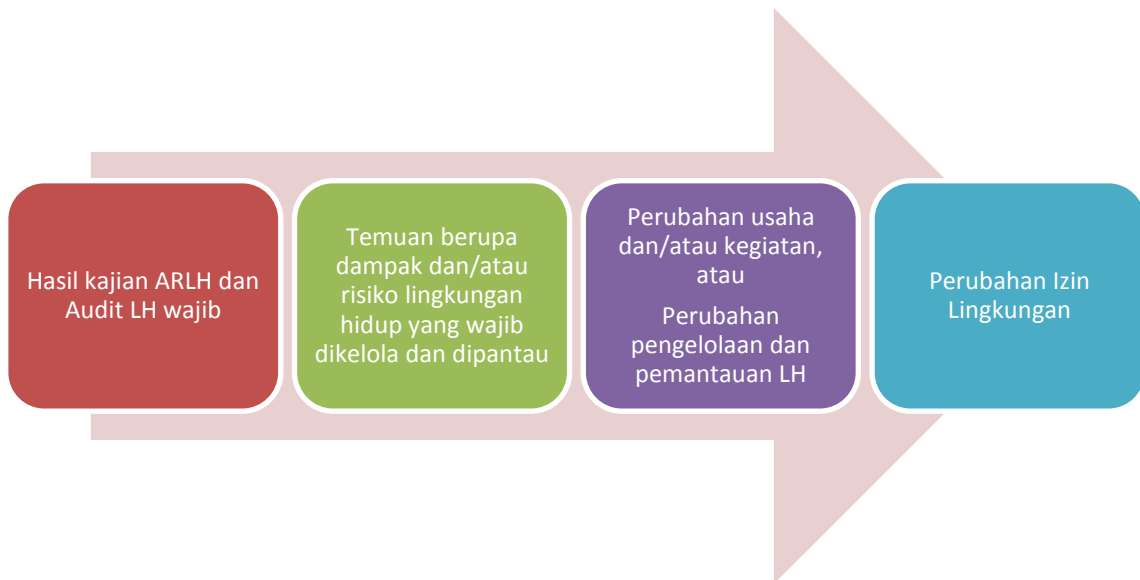 Hasil kajian ARLH dan
Audit LH wajib
Temuan berupa
dampak dan/atau
risiko lingkungan
hidup yang wajib
dikelola dan dipantau
Perubahan usaha
dan/atau kegiatan,
atau
Perubahan
pengelolaan dan
pemantauan LH
Perubahan Izin
Lingkungan